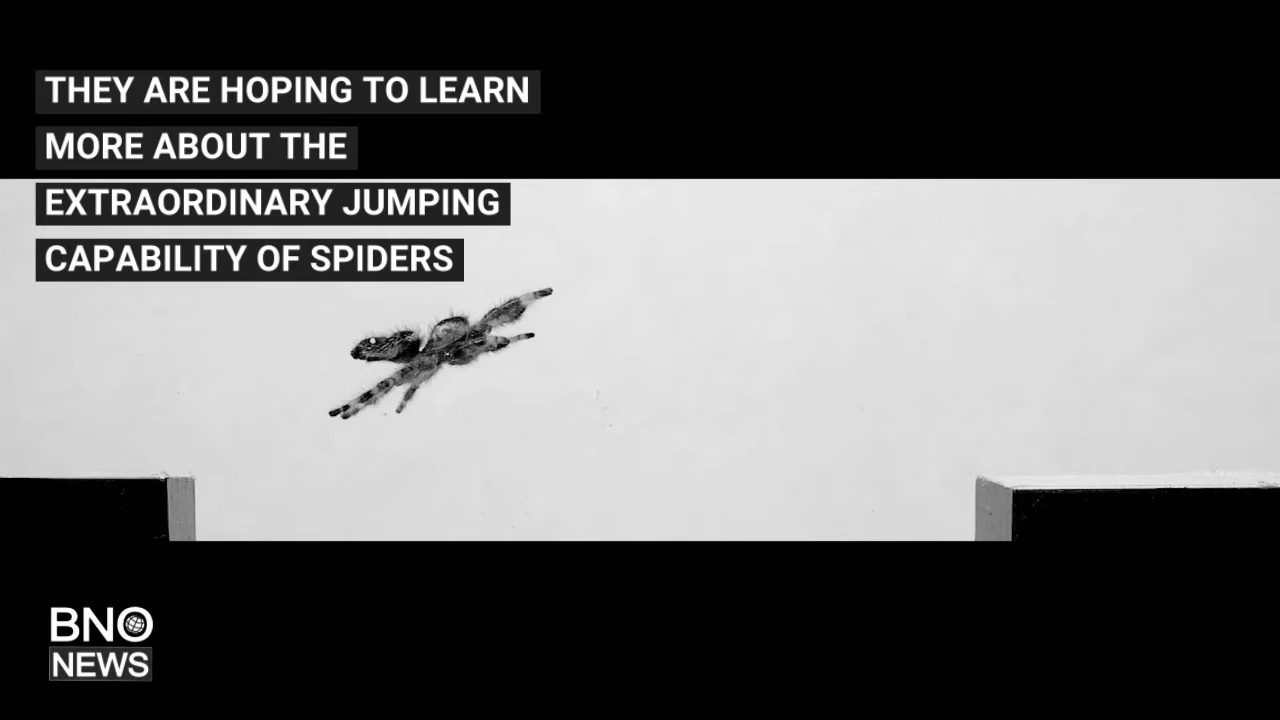 THEY ARE HOPING TO LEARN
MORE ABOUT THE
EXTRAORDINARY JUMPING
CAPABILITY OF SPIDERS
BNO
NEWS